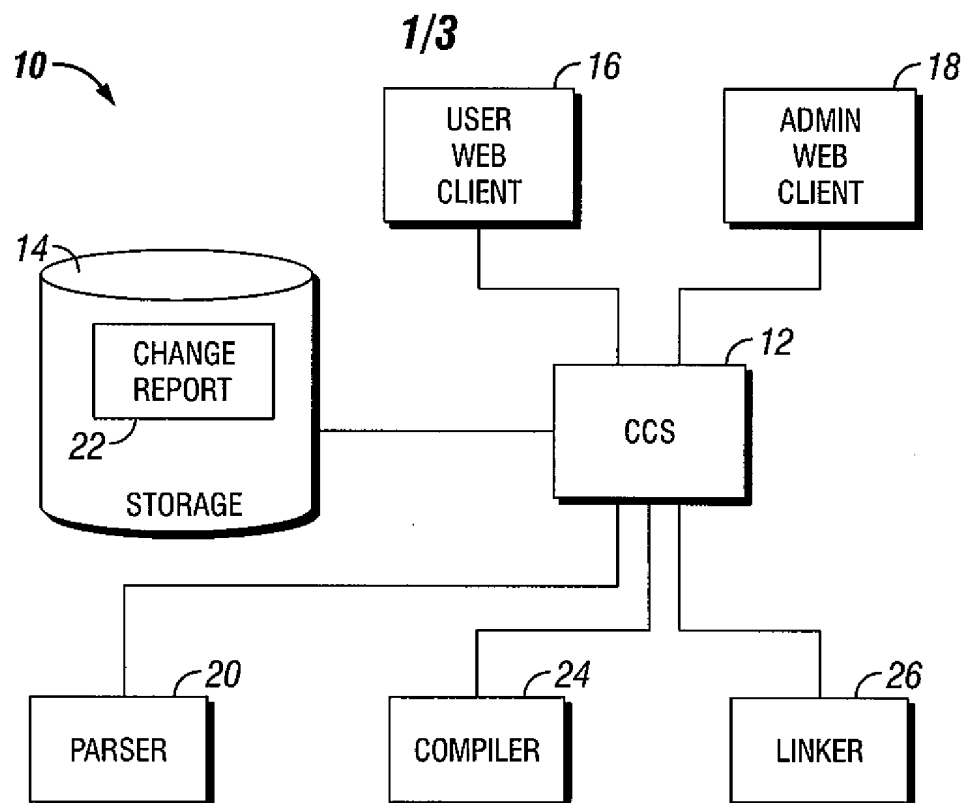 1/3
10
16
18
USER
WEB
CLIENT
ADMIN
WEB
CLIENT
14
CHANGE
REPORT
22
STORAGE
12
CCS
20
PARSER
24
COMPILER
26
LINKER